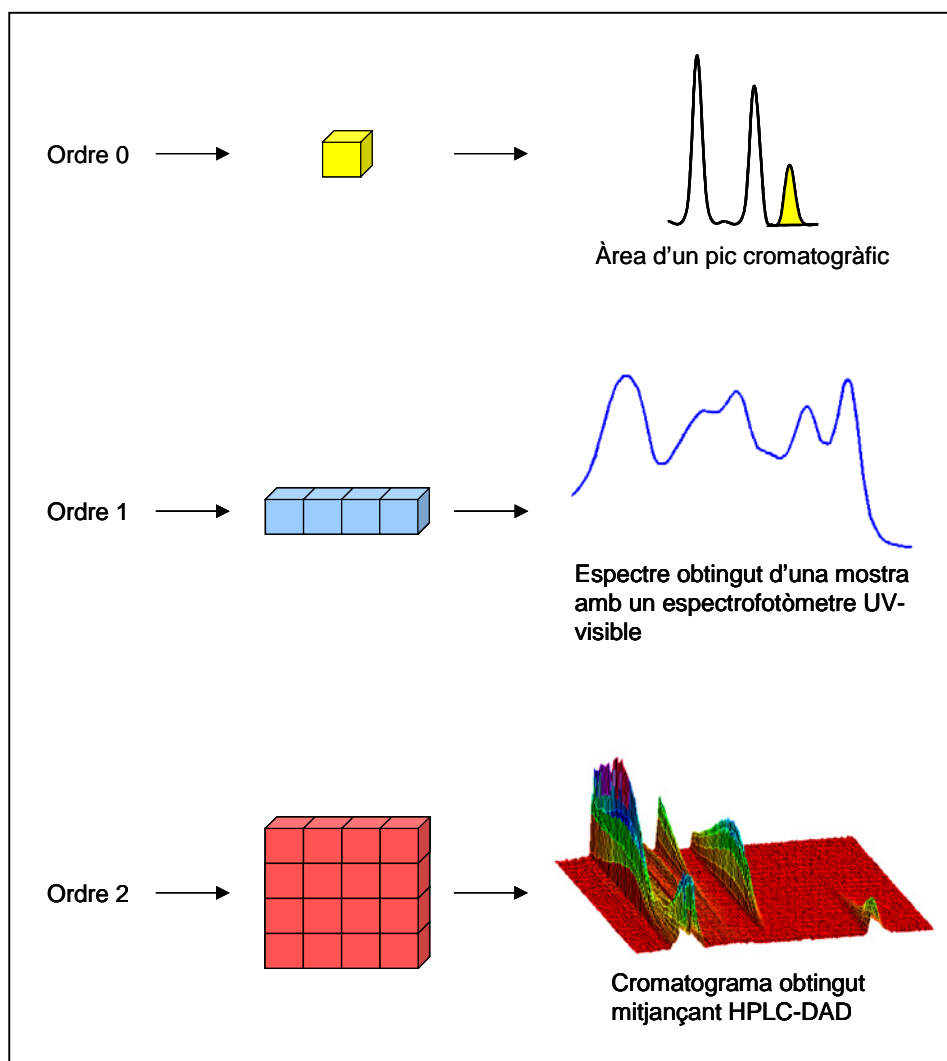 Ordre 0
Àrea d'un pic cromatogràfic
Ordre 1
Espectre obtingut d'una mostra
amb un espectrofotòmetre UV-
visible
Ordre 2
Cromatograma obtingut
mitjançant HPLC-DAD